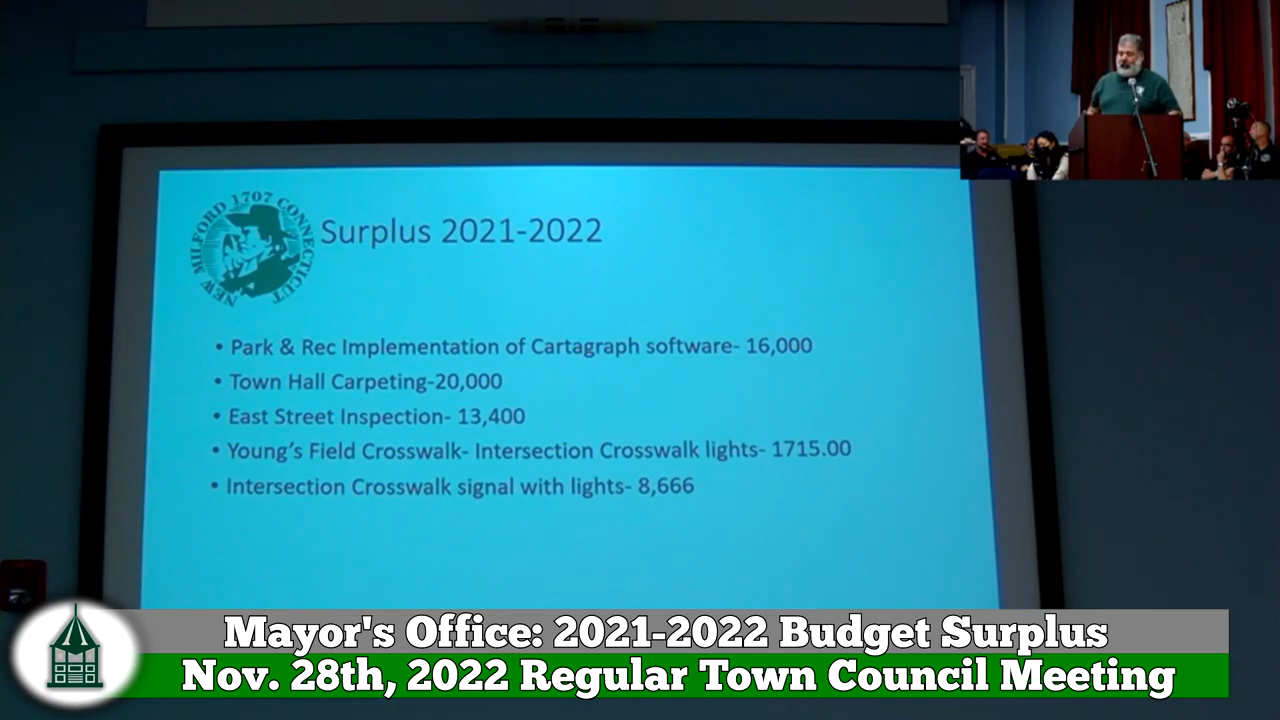 NEW MILFORD 1707 CONNECTICUT
Surplus 2021-2022
• Park & Rec Implementation of Cartagraph software- 16,000
• Town Hall Carpeting-20,000
• East Street Inspection- 13,400
• Young's Field Crosswalk- Intersection Crosswalk lights- 1715.00
• Intersection Crosswalk signal with lights- 8,666
Mayor's Office: 2021-2022 Budget Surplus
Nov. 28th, 2022 Regular Town Council Meeting